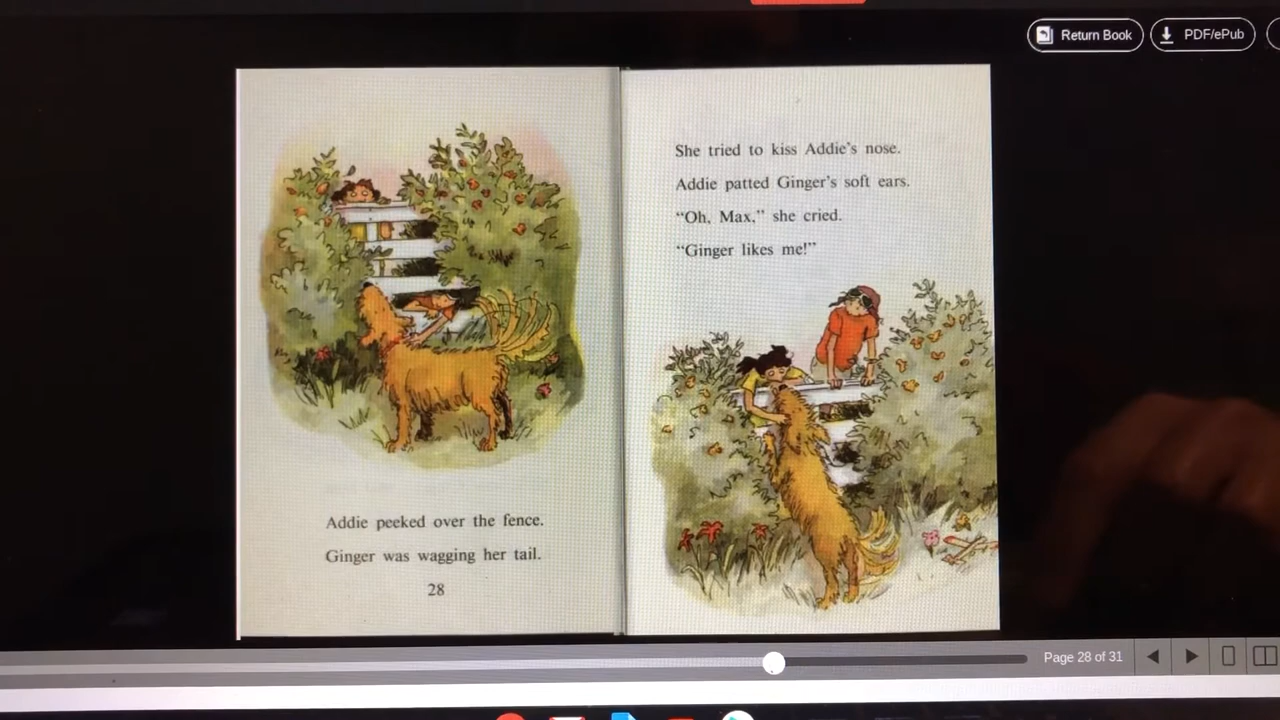 Return Book
PDF/ePub
Addie peeked over the fence.
Ginger was wagging her tail.
28
She tried to kiss Addie's nose.
Addie patted Ginger's soft ears.
“Oh, Max,” she cried.
“Ginger likes me!”
Page 28 of 31